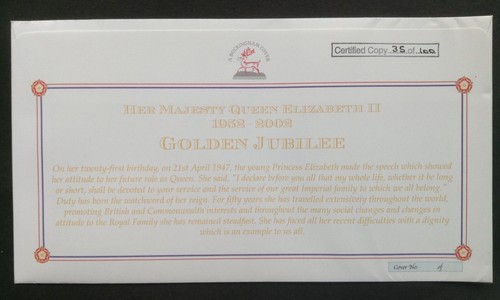 A BUCKINGHAM COVER
Certified Copy 35 of 100
HER MAJESTY QUEEN ELIZABETH II
1952 - 2002
GOLDEN JUBILEE
On her twenty-first birthday, on 21st April 1947, the young Princess Elizabeth made the speech which showed
her attitude to her future role as Queen. She said, "I declare before you all that my whole life, whether it be long
or short, shall be devoted to your service and the service of our great Imperial family to which we all belong."
Duty has been the watchword of her reign. For fifty years she has travelled extensively throughout the world,
promoting British and Commonwealth interests and throughout the many social changes and changes in
attitude to the Royal Family she has remained steadfast. She has faced all her recent difficulties with a dignity
which is an example to us all.
Cover No of